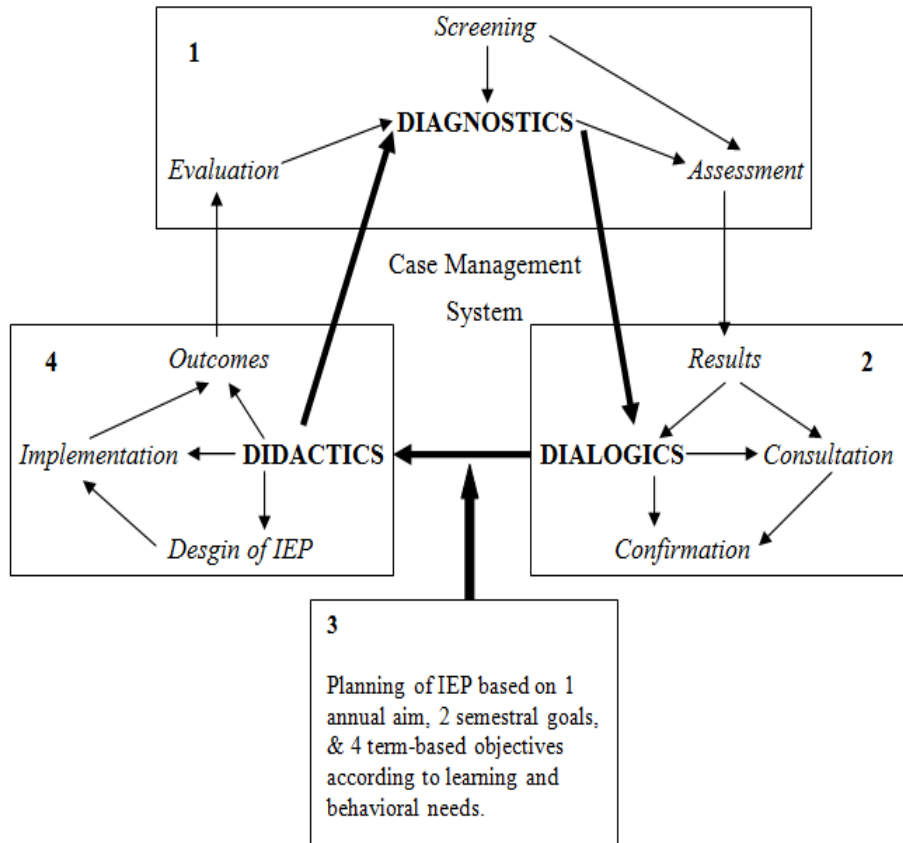 Screening
1
DIAGNOSTICS
Evaluation
Assessment
Case Management
System
4
Outcomes
Implementation
DIDACTICS
Desgin of IEP
Results
2
DIALOGICS
Consultation
Confirmation
3
Planning of IEP based on 1
annual aim, 2 semestral goals,
& 4 term-based objectives
according to learning and
behavioral needs.